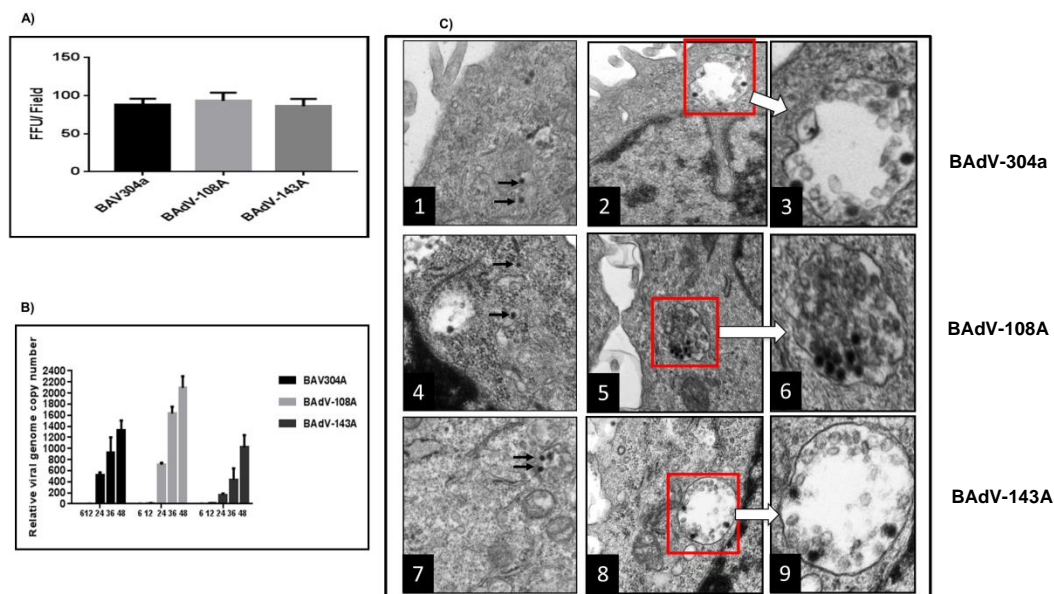 A)
FFU/Field
150
100
50
0
BAV304a
BAdV-108A
BAdV-143A
B)
Relative viral genome copy number
2400
2200
2000
1800
1600
1400
1200
1000
800
600
400
200
0
6 12 24 36 48
6 12 24 36 48
6 12 24 36 48
BAV304A
BAdV-108A
BAdV-143A
C)
1
2
3
BAdV-304a
4
5
6
BAdV-108A
7
8
9
BAdV-143A